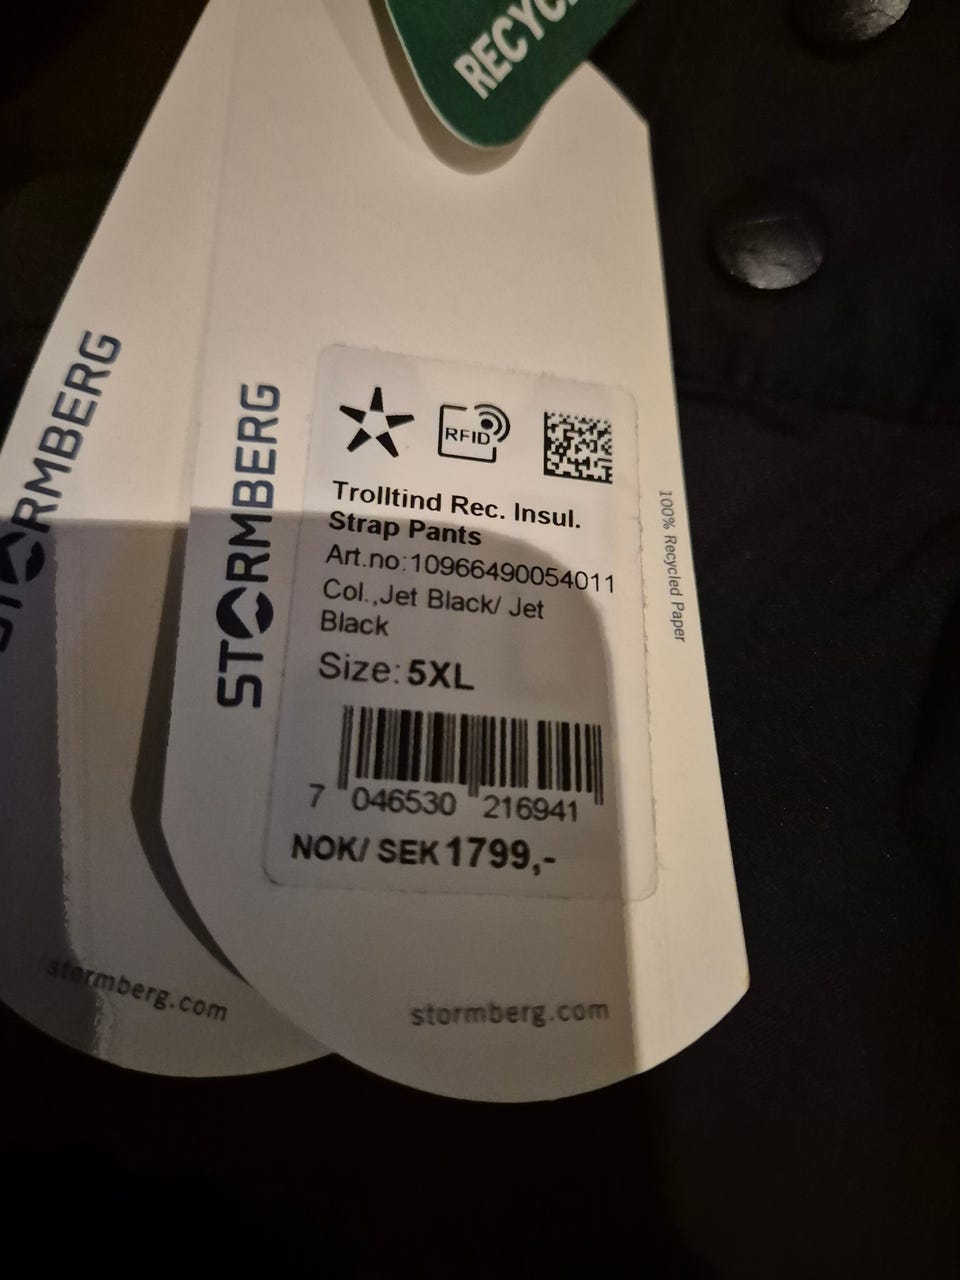 RECYC
STORMBERG
STORMBERG
RFID
Trolltind Rec. Insul.
Strap Pants
Art.no:10966490054011
Col.,Jet Black/ Jet
Black
Size: 5XL
7 046530 216941
NOK/ SEK 1799,-
100% Recycled Paper
stormberg.com
stormberg.com